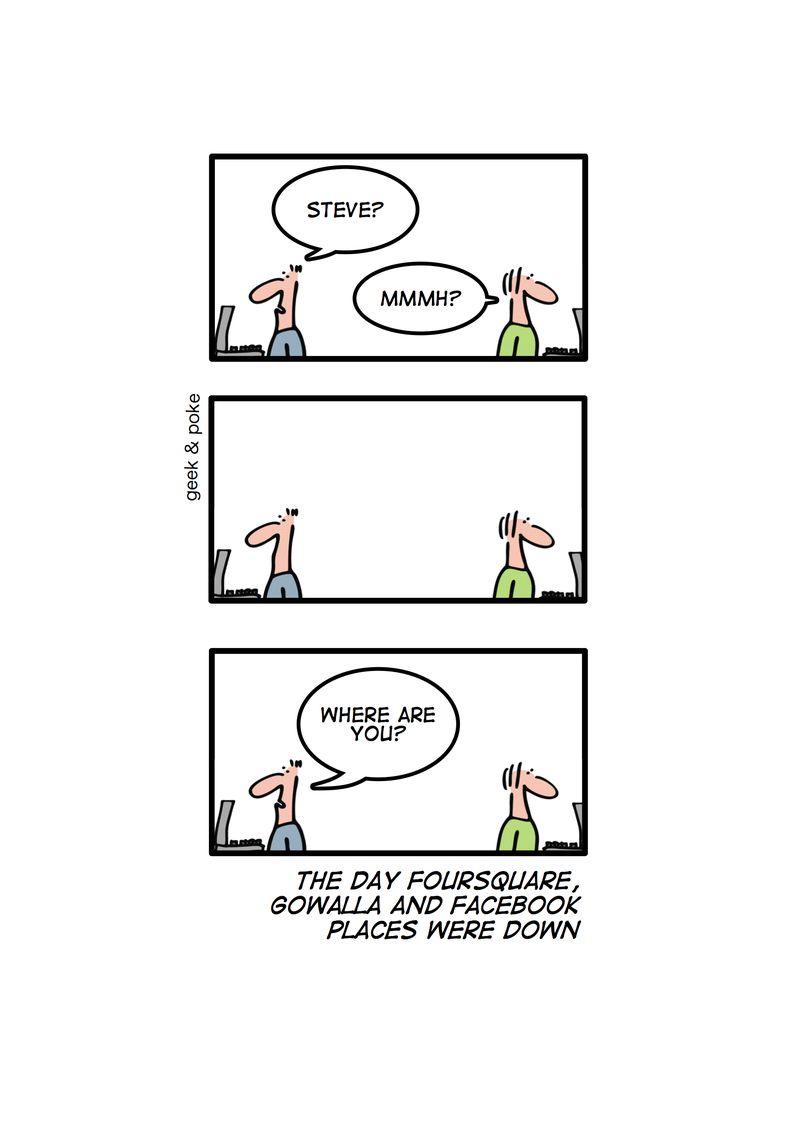 STEVE?
MMMH?
geek & poke
WHERE ARE
YOU?
THE DAY FOURSQUARE,
GOWALLA AND FACEBOOK
PLACES WERE DOWN